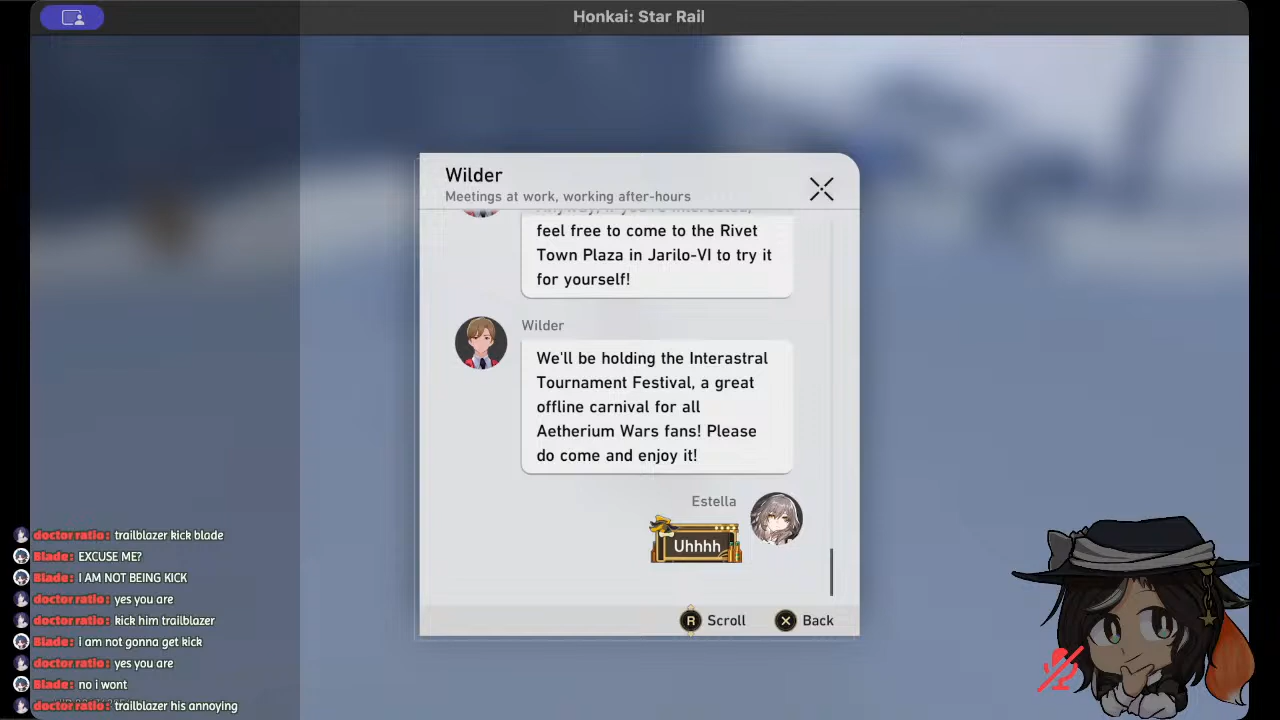 Honkai: Star Rail
Wilder
Meetings at work, working after-hours
Anyway, if you're interested,
feel free to come to the Rivet
Town Plaza in Jarilo-VI to try it
for yourself!
Wilder
We'll be holding the Interastral
Tournament Festival, a great
offline carnival for all
Aetherium Wars fans! Please
do come and enjoy it!
Estella
Uhhhh
R Scroll
X Back
doctor ratio: trailblazer kick blade
Blade: EXCUSE ME?
Blade: I AM NOT BEING KICK
doctor ratio: yes you are
doctor ratio: kick him trailblazer
Blade: i am not gonna get kick
doctor ratio: yes you are
Blade: no i wont
doctor ratio: trailblazer his annoying